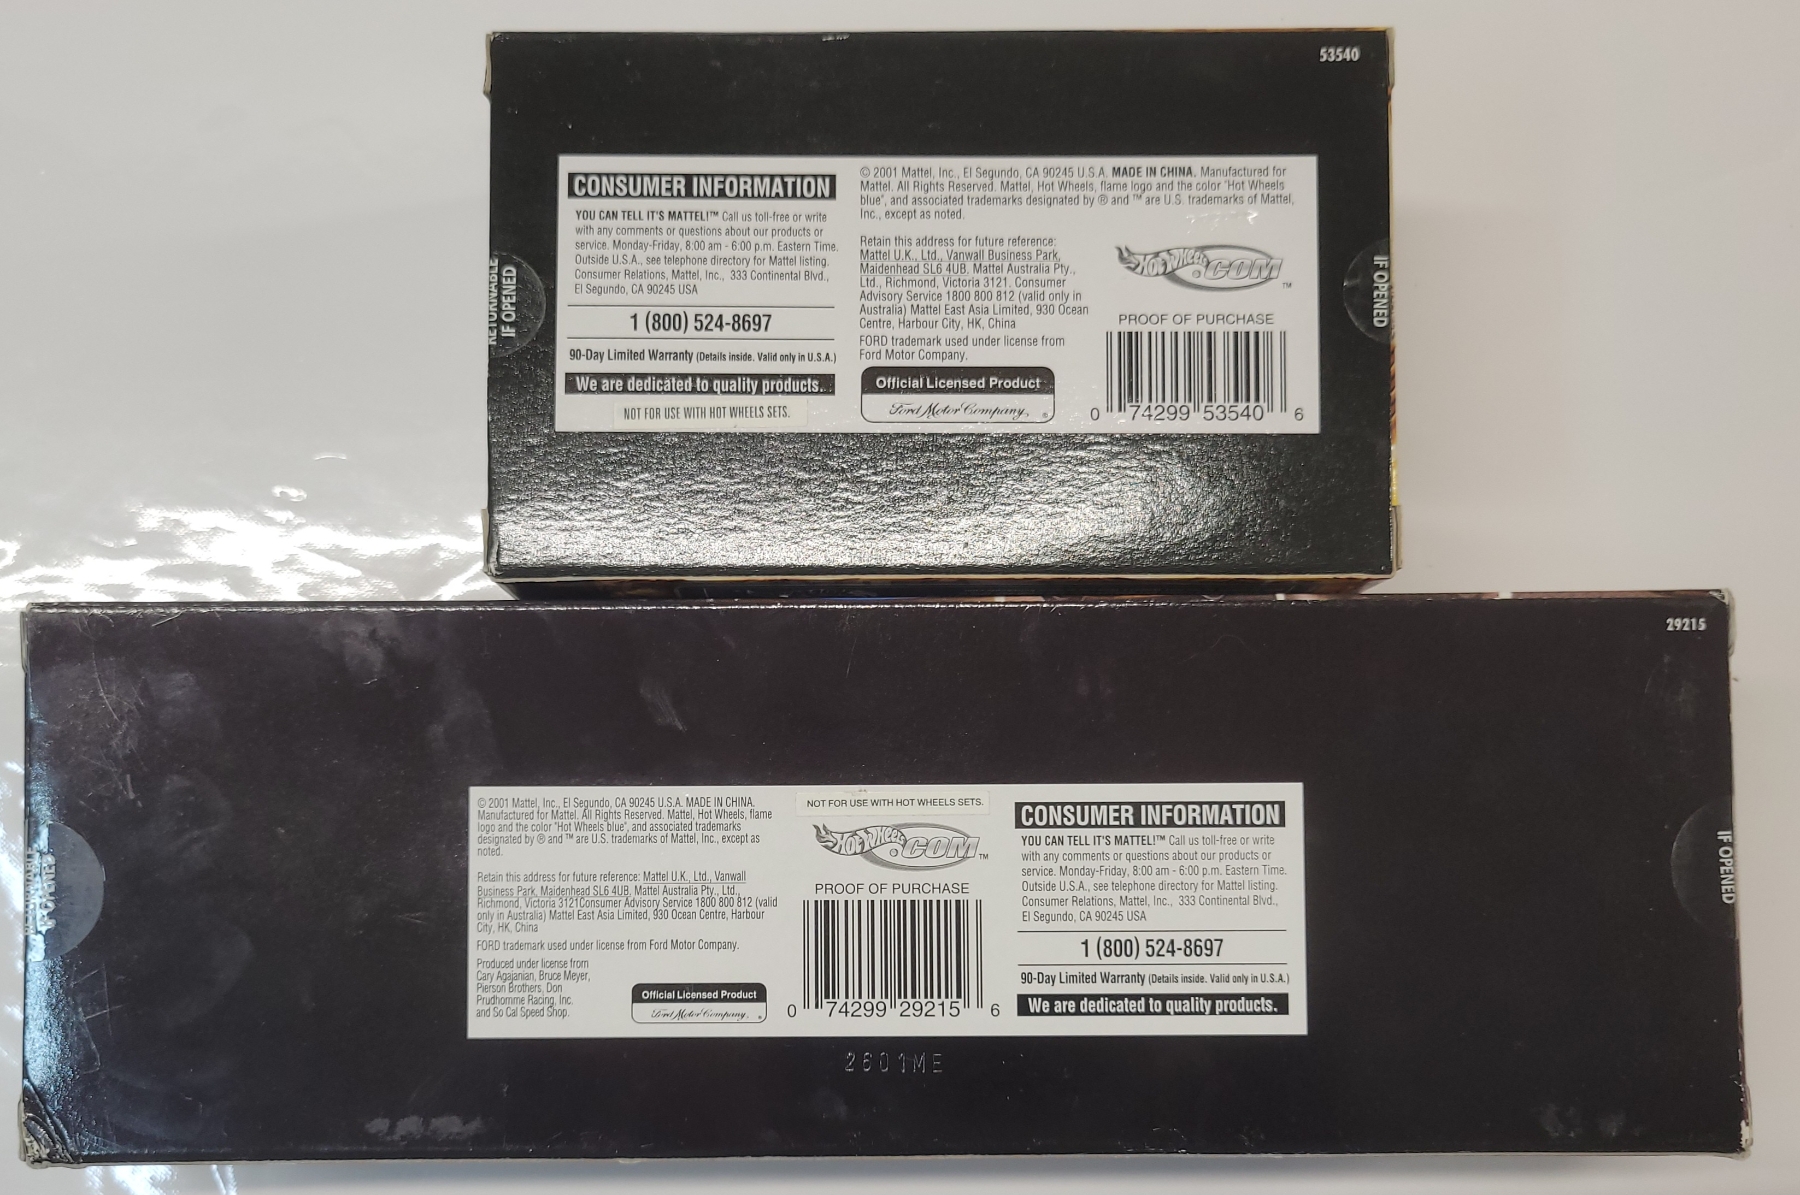 53540
CONSUMER INFORMATION
YOU CAN TELL IT'S MATTEL!™ Call us toll-free or write
with any comments or questions about our products or
service. Monday-Friday, 8:00 am - 6:00 p.m. Eastern Time.
Outside U.S.A., see telephone directory for Mattel listing.
Consumer Relations, Mattel, Inc., 333 Continental Blvd.,
El Segundo, CA 90245 USA
1 (800) 524-8697
90-Day Limited Warranty (Details inside. Valid only in U.S.A.)
We are dedicated to quality products.
NOT FOR USE WITH HOT WHEELS SETS.
© 2001 Mattel, Inc., El Segundo, CA 90245 U.S.A. MADE IN CHINA. Manufactured for
Mattel. All Rights Reserved. Mattel, Hot Wheels, flame logo and the color "Hot Wheels
blue", and associated trademarks designated by ® and ™ are U.S. trademarks of Mattel,
Inc., except as noted.
Retain this address for future reference:
Mattel U.K., Ltd., Vanwall Business Park,
Maidenhead SL6 4UB. Mattel Australia Pty.,
Ltd., Richmond, Victoria 3121. Consumer
Advisory Service 1800 800 812 (valid only in
Australia) Mattel East Asia Limited, 930 Ocean
Centre, Harbour City, HK, China
FORD trademark used under license from
Ford Motor Company.
Official Licensed Product
Ford Motor Company ®
HOT WHEELS.COM™
PROOF OF PURCHASE
0 74299 53540 6
RETURNABLE
IF OPENED
IF OPENED
29215
© 2001 Mattel, Inc., El Segundo, CA 90245 U.S.A. MADE IN CHINA.
Manufactured for Mattel. All Rights Reserved. Mattel, Hot Wheels, flame
logo and the color "Hot Wheels blue", and associated trademarks
designated by ® and ™ are U.S. trademarks of Mattel, Inc., except as
noted.
Retain this address for future reference: Mattel U.K., Ltd., Vanwall
Business Park, Maidenhead SL6 4UB. Mattel Australia Pty., Ltd.,
Richmond, Victoria 3121Consumer Advisory Service 1800 800 812 (valid
only in Australia) Mattel East Asia Limited, 930 Ocean Centre, Harbour
City, HK, China
FORD trademark used under license from Ford Motor Company.
Produced under license from
Cary Agajanian, Bruce Meyer,
Pierson Brothers, Don
Prudhomme Racing, Inc.
and So Cal Speed Shop.
Official Licensed Product
Ford Motor Company ®
NOT FOR USE WITH HOT WHEELS SETS.
HOT WHEELS.COM™
PROOF OF PURCHASE
0 74299 29215 6
CONSUMER INFORMATION
YOU CAN TELL IT'S MATTEL!™ Call us toll-free or write
with any comments or questions about our products or
service. Monday-Friday, 8:00 am - 6:00 p.m. Eastern Time.
Outside U.S.A., see telephone directory for Mattel listing.
Consumer Relations, Mattel, Inc., 333 Continental Blvd.,
El Segundo, CA 90245 USA
1 (800) 524-8697
90-Day Limited Warranty (Details inside. Valid only in U.S.A.)
We are dedicated to quality products.
2601ME
IF OPENED